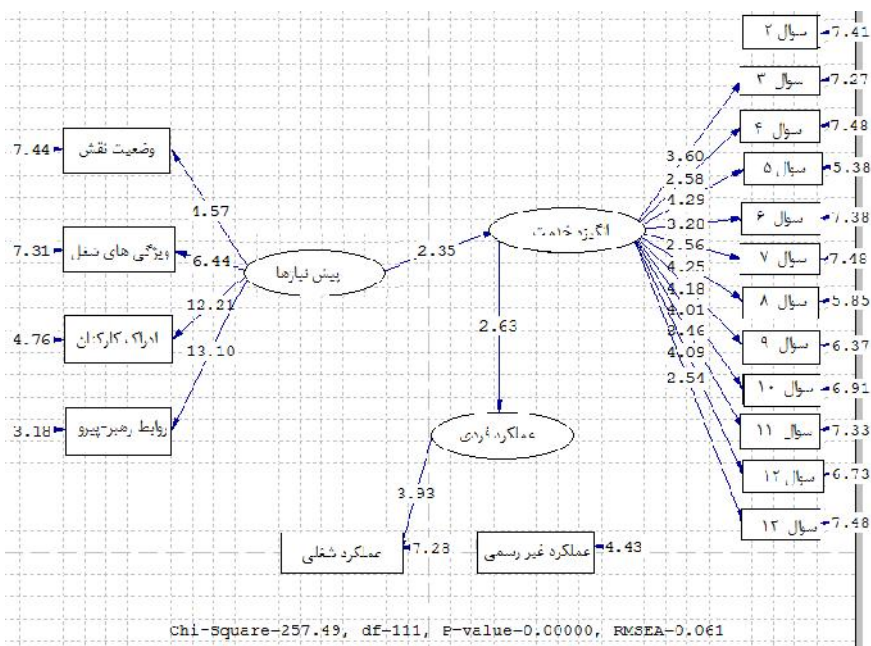 سوال ۲
7.41
سوال ۳
7.27
سوال ۴
7.48
سوال ۵
5.38
سوال ۶
7.38
سوال ۷
7.48
سوال ۸
5.85
سوال ۹
6.37
سوال ۱۰
6.91
سوال ۱۱
7.33
سوال ۱۲
6.73
سوال ۱۲
7.48
3.60
2.58
4.29
3.20
2.56
4.25
4.18
4.01
3.46
4.09
2.54
انگیزه خدمت
2.35
2.63
پیش نیازها
7.44
وضعیت نقش
4.57
7.31
ویژگی های شغل
6.44
4.76
ادراک کارکنان
12.21
3.18
روابط رهبر-پیرو
13.10
عملکرد فردی
3.93
عملکرد شغلی
7.28
عملکرد غیر رسمی
4.43
Chi-Square=257.49, df=111, P-value=0.00000, RMSEA=0.061